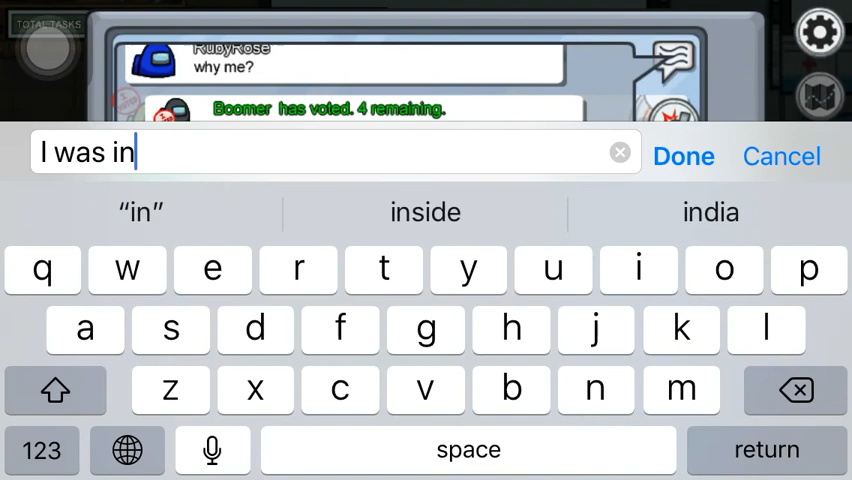 TOTAL TASKS
RubyRose
why me?
Boomer has voted. 4 remaining.
I was in
Done
Cancel
“in”
inside
india
q w e r t y u i o p
a s d f g h j k l
z x c v b n m
123
space
return